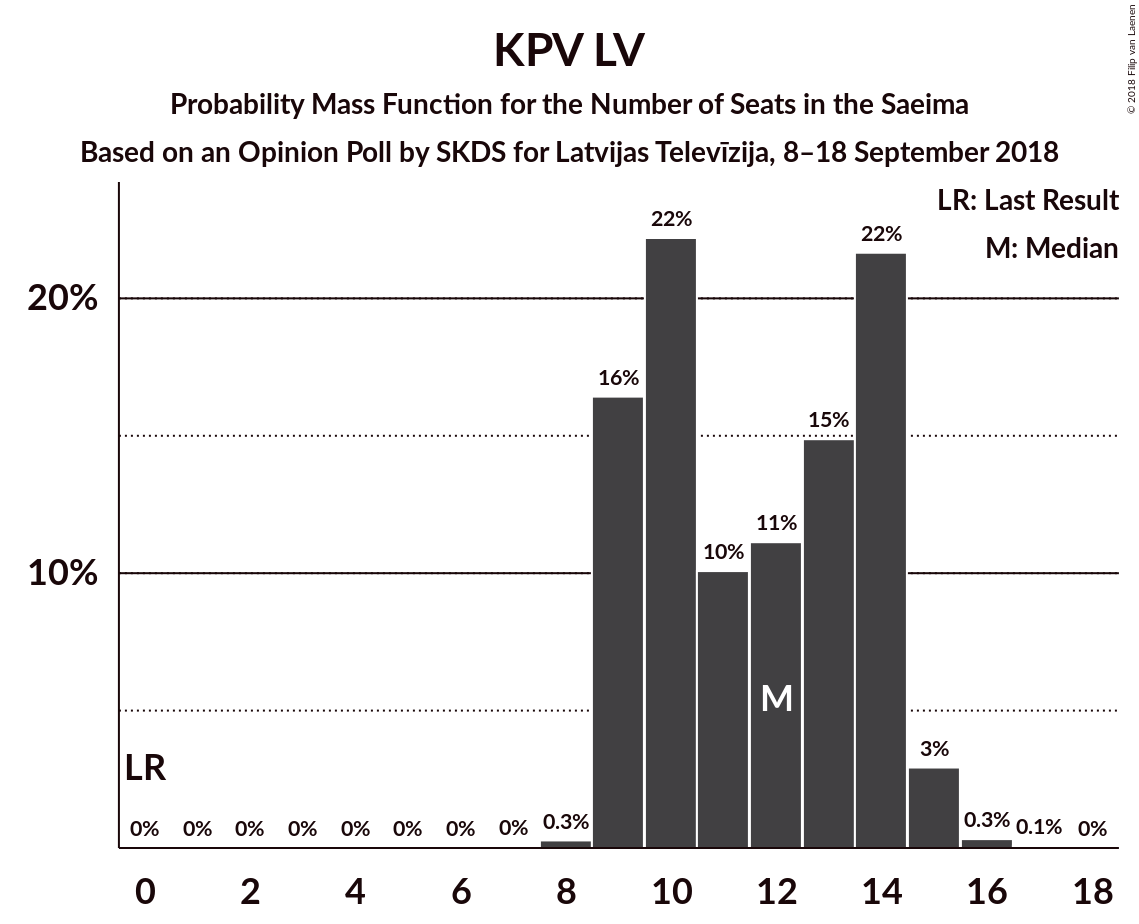 KPV LV
Probability Mass Function for the Number of Seats in the Saeima
Based on an Opinion Poll by SKDS for Latvijas Televīzija, 8–18 September 2018
© 2018 Filip van Laenen
LR: Last Result
M: Median
20%
10%
22%
22%
16%
15%
11%
10%
M
3%
LR
0% 0% 0% 0% 0% 0% 0% 0% 0.3% 0.3% 0.1% 0%
0 2 4 6 8 10 12 14 16 18